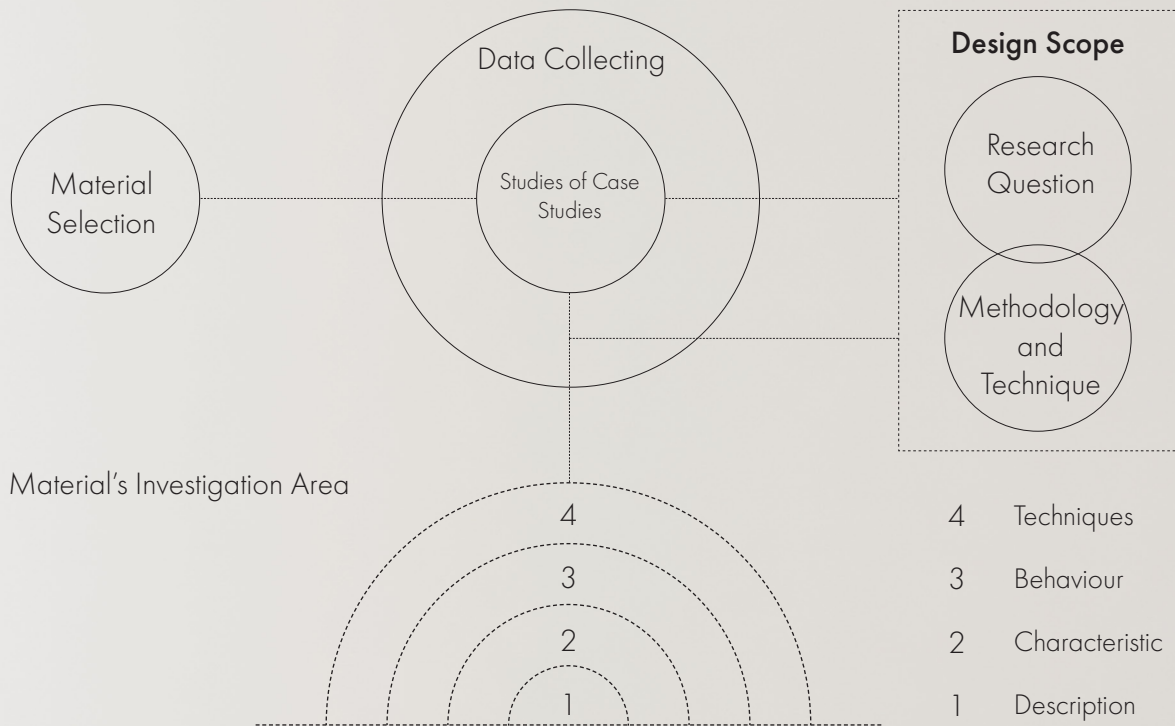 Design Scope
Data Collecting
Material
Selection
Studies of Case
Studies
Research
Question
Methodology
and
Technique
Material's Investigation Area
4
3
2
1
4 Techniques
3 Behaviour
2 Characteristic
1 Description